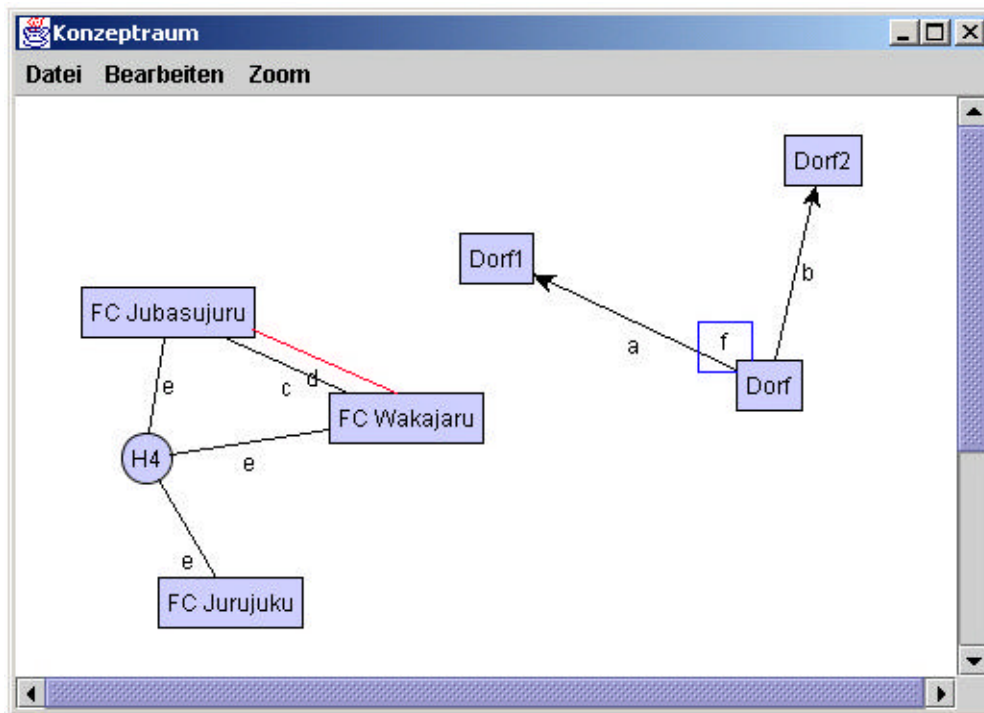 Konzeptraum
Datei Bearbeiten Zoom
Dorf2
Dorf1
b
FC Jubasujuru
a
f
Dorf
e
c
d
FC Wakajaru
H4
e
e
FC Jurujuku